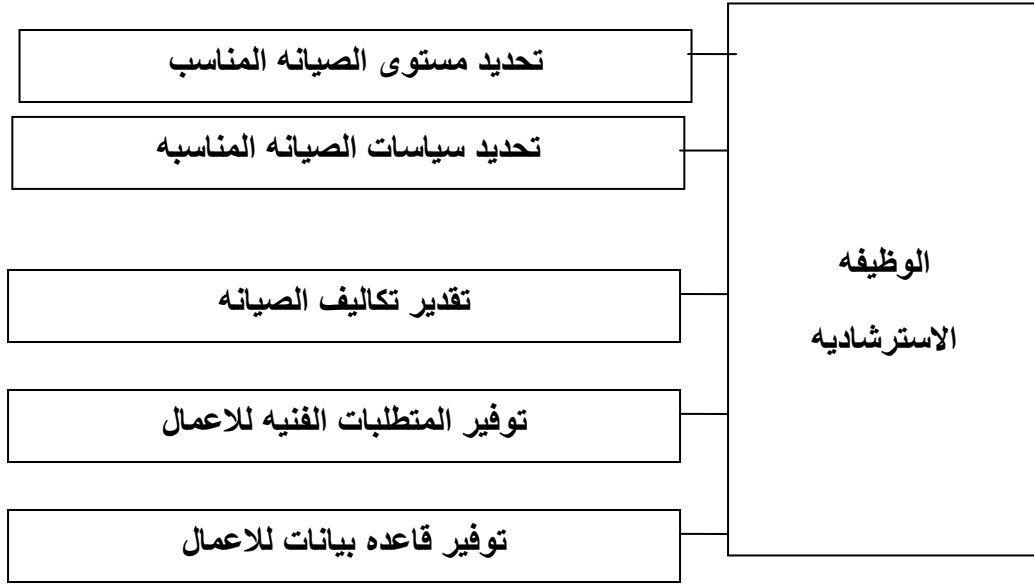 الوظيفه
الاسترشاديه
تحديد مستوى الصيانه المناسب
تحديد سياسات الصيانه المناسبه
تقدير تكاليف الصيانه
توفير المتطلبات الفنيه للاعمال
توفير قاعده بيانات للاعمال